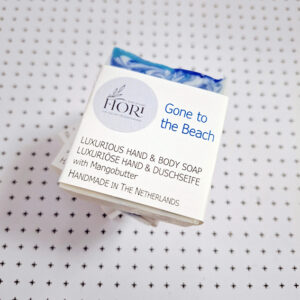 FIORI
Gone to
the Beach
LUXURIOUS HAND & BODY SOAP
LUXURIÖSE HAND & DUSCHSEIFE
with Mangobutter
HANDMADE IN THE NETHERLANDS